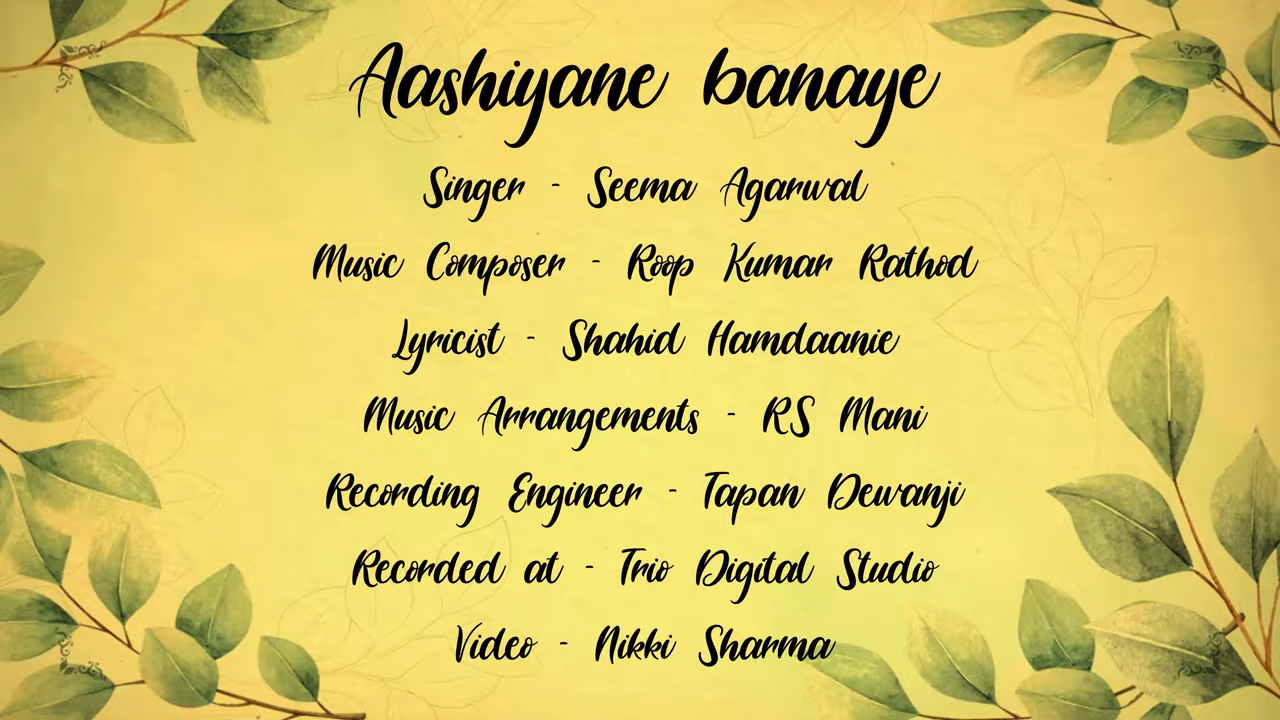 Aashiyane banaye
Singer - Seema Agarwal
Music Composer - Roop Kumar Rathod
Lyricist - Shahid Hamdaanie
Music Arrangements - RS Mani
Recording Engineer - Tapan Dewanji
Recorded at - Trio Digital Studio
Video - Nikki Sharma